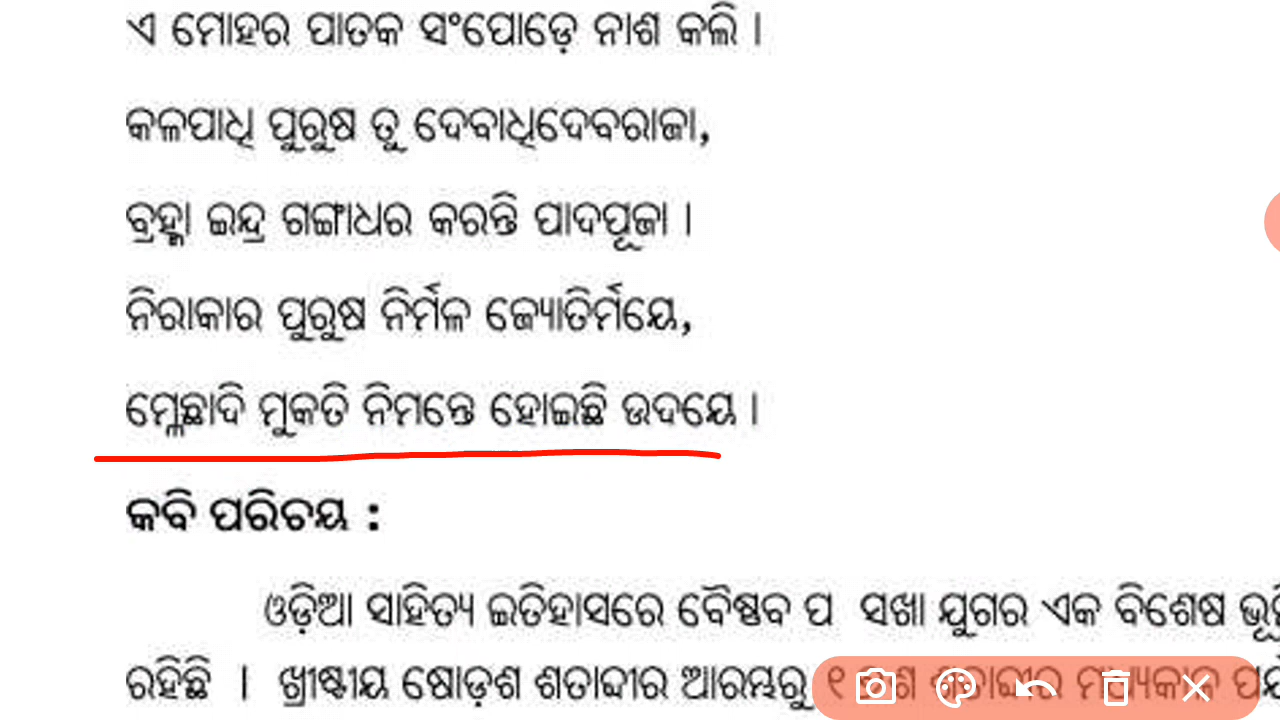 ଏ ମୋହର ପାତକ ସଂପୋଡ଼େ ନାଶ କଲି ।
କଳପାଧି ପୁରୁଷ ତୁ ଦେବାଧିଦେବରାଜା,
ବ୍ରହ୍ମା ଇନ୍ଦ୍ର ଗଙ୍ଗାଧର କରନ୍ତି ପାଦପୂଜା ।
ନିରାକାର ପୁରୁଷ ନିର୍ମଳ ଜ୍ୟୋତିର୍ମୟେ,
ମ୍ଳେଛାଦି ମୁକତି ନିମନ୍ତେ ହୋଇଛି ଉଦୟେ ।
କବି ପରିଚୟ :
ଓଡ଼ିଆ ସାହିତ୍ୟ ଇତିହାସରେ ବୈଷ୍ଣବ ପ ସଖା ଯୁଗର ଏକ ବିଶେଷ
ରହିଛି । ଖ୍ରୀଷ୍ଟୀୟ ଷୋଡ଼ଶ ଶତାବ୍ଦୀର ଆରମ୍ଭରୁ